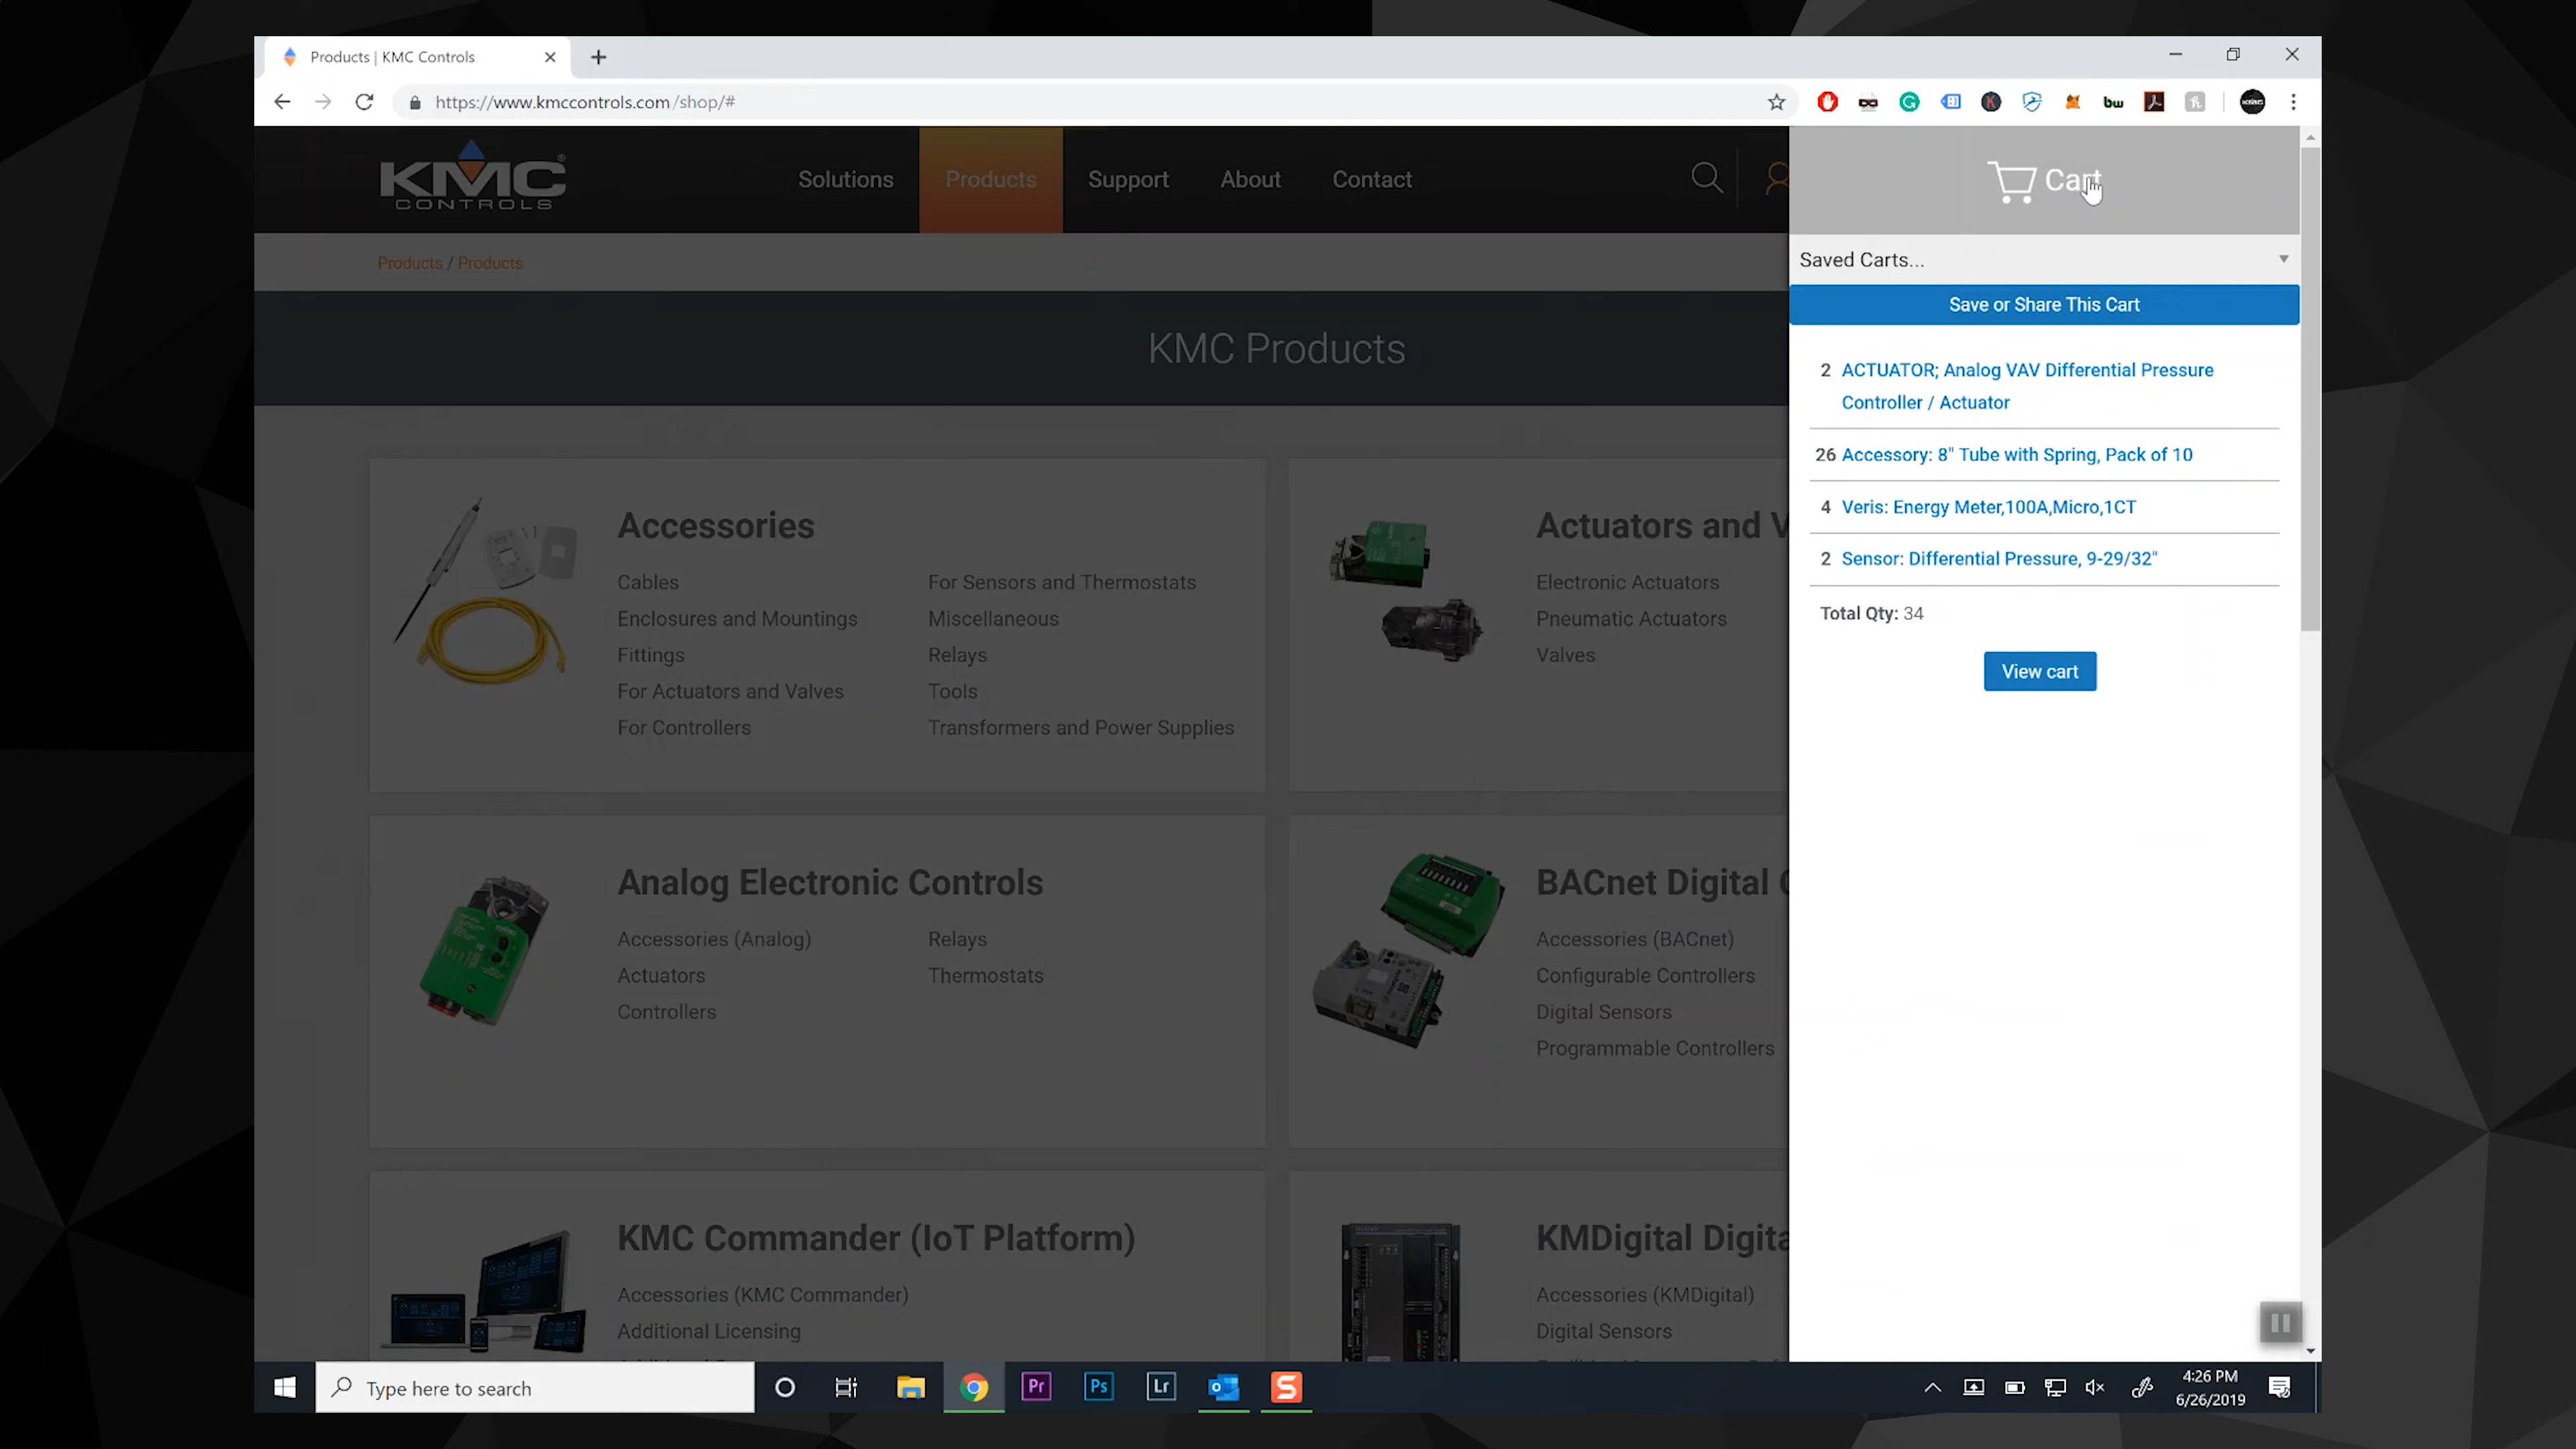 Products | KMC Controls
https://www.kmccontrols.com/shop/#
KMC
CONTROLS
Solutions
Products
Support
About
Contact
Cart
Products / Products
Saved Carts...
Save or Share This Cart
KMC Products
2 ACTUATOR; Analog VAV Differential Pressure
Controller / Actuator
26 Accessory: 8" Tube with Spring, Pack of 10
4 Veris: Energy Meter,100A,Micro,1CT
2 Sensor: Differential Pressure, 9-29/32"
Total Qty: 34
View cart
Accessories
Cables
Enclosures and Mountings
Fittings
For Actuators and Valves
For Controllers
For Sensors and Thermostats
Miscellaneous
Relays
Tools
Transformers and Power Supplies
Actuators and V
Electronic Actuators
Pneumatic Actuators
Valves
Analog Electronic Controls
Accessories (Analog)
Actuators
Controllers
Relays
Thermostats
BACnet Digital
Accessories (BACnet)
Configurable Controllers
Digital Sensors
Programmable Controllers
KMC Commander (IoT Platform)
Accessories (KMC Commander)
Additional Licensing
KMDigital Digita
Accessories (KMDigital)
Digital Sensors
Type here to search
Pr
Ps
Lr
4:26 PM
6/26/2019